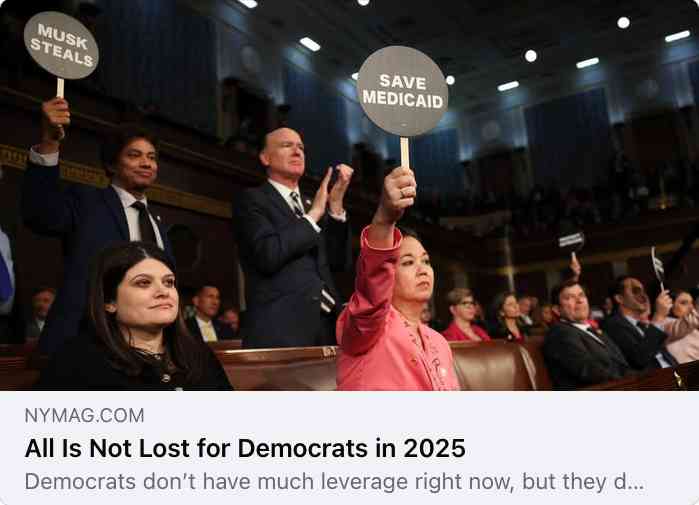 MUSK
STEALS
SAVE
MEDICAID
NYMAG.COM
All Is Not Lost for Democrats in 2025
Democrats don’t have much leverage right now, but they d...